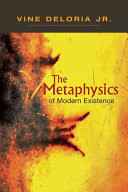 VINE DELORIA JR.
The
Metaphysics
of Modern Existence